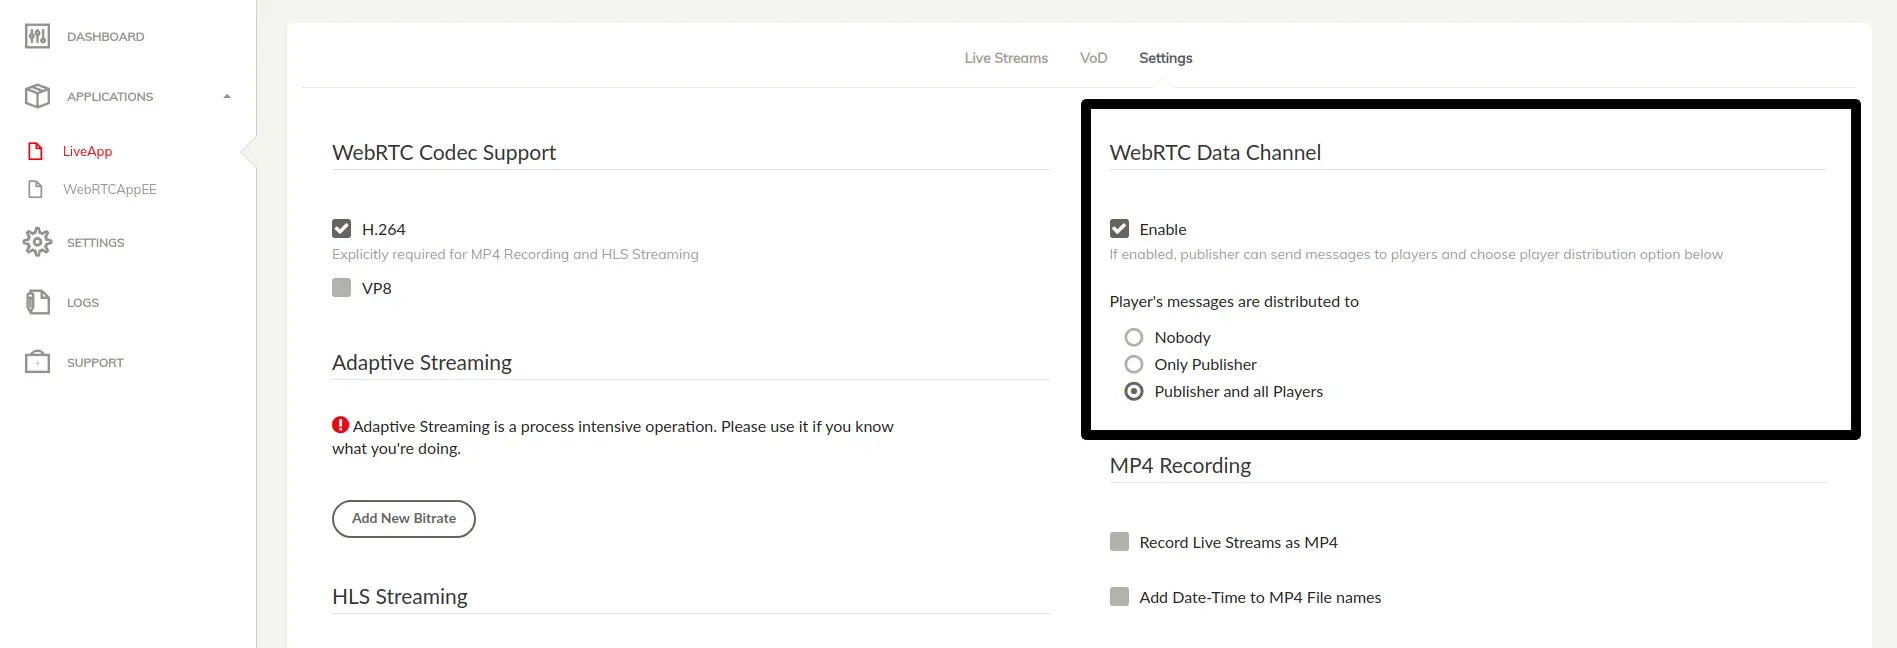 DASHBOARD
APPLICATIONS
LiveApp
WebRTCAppEE
SETTINGS
LOGS
SUPPORT
Live Streams VoD Settings
WebRTC Codec Support
H.264
Explicitly required for MP4 Recording and HLS Streaming
VP8
Adaptive Streaming
Adaptive Streaming is a process intensive operation. Please use it if you know
what you're doing.
Add New Bitrate
HLS Streaming
WebRTC Data Channel
Enable
If enabled, publisher can send messages to players and choose player distribution option below
Player's messages are distributed to
Nobody
Only Publisher
Publisher and all Players
MP4 Recording
Record Live Streams as MP4
Add Date-Time to MP4 File names